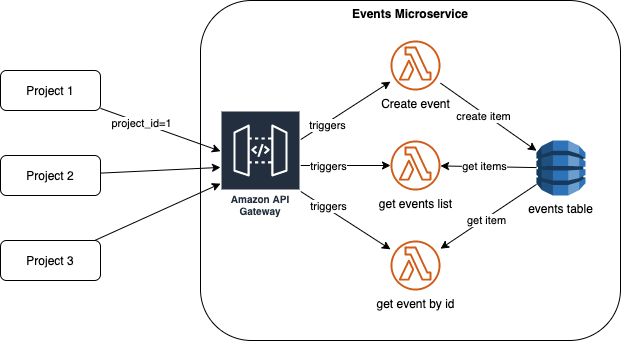 Events Microservice
Project 1
Create event
project_id=1
triggers
create item
</>
Project 2
triggers
get items
Amazon API
Gateway
get events list
events table
triggers
get item
Project 3
get event by id